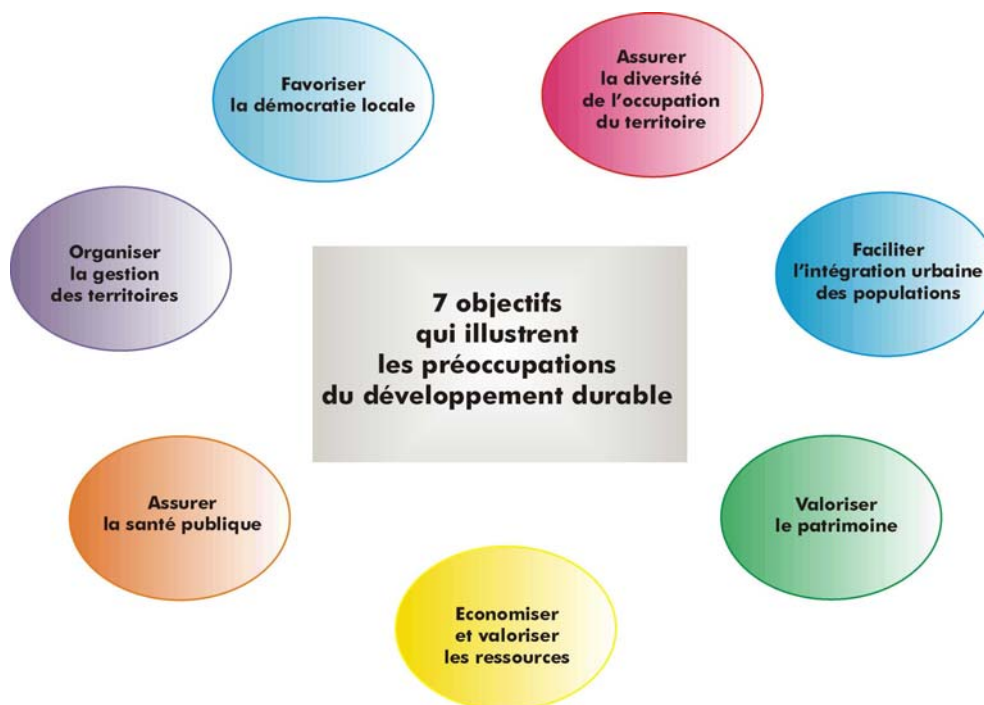 Favoriser
la démocratie locale
Assurer
la diversité
de l'occupation
du territoire
Organiser
la gestion
des territoires
Faciliter
l'intégration urbaine
des populations
7 objectifs
qui illustrent
les préoccupations
du développement durable
Assurer
la santé publique
Valoriser
le patrimoine
Economiser
et valoriser
les ressources